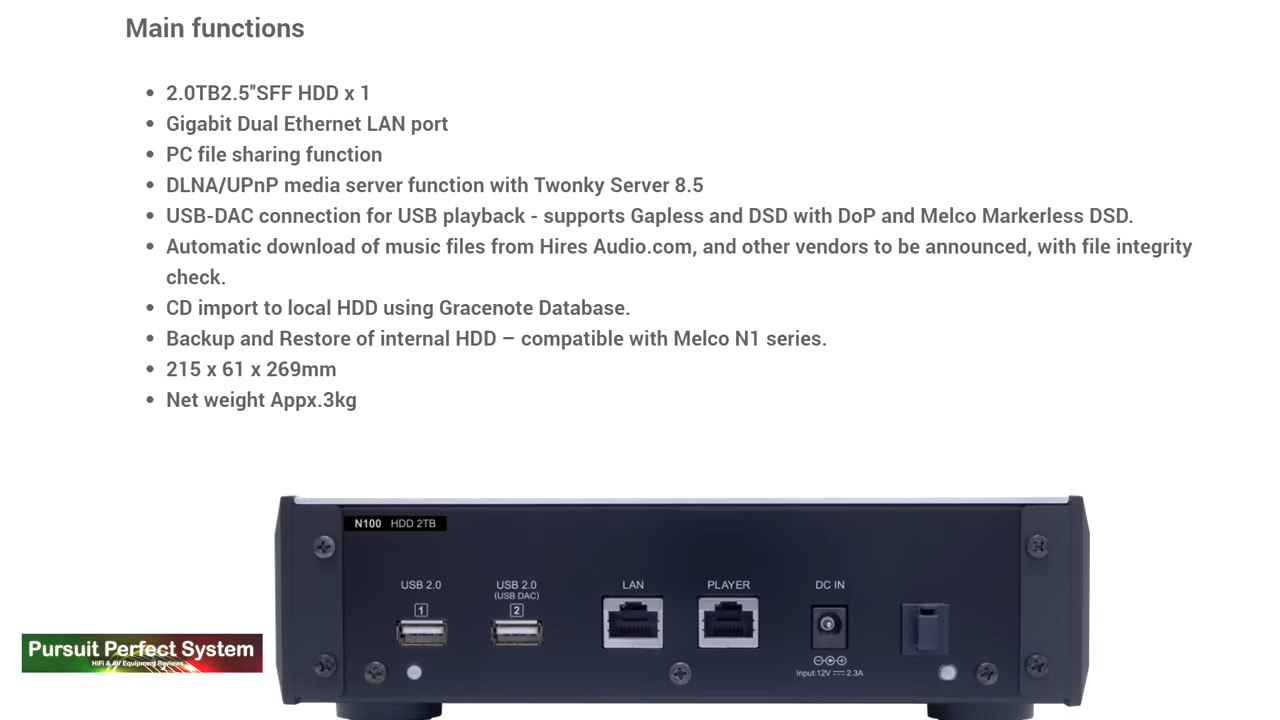 Main functions
2.0TB2.5"SFF HDD x 1
Gigabit Dual Ethernet LAN port
PC file sharing function
DLNA/UPnP media server function with Twonky Server 8.5
USB-DAC connection for USB playback - supports Gapless and DSD with DoP and Melco Markerless DSD.
Automatic download of music files from Hires Audio.com, and other vendors to be announced, with file integrity
check.
CD import to local HDD using Gracenote Database.
Backup and Restore of internal HDD – compatible with Melco N1 series.
215 x 61 x 269mm
Net weight Appx.3kg
N100 HDD 2TB
USB 2.0 USB 2.0 LAN PLAYER DC IN
(USB DAC)
1 2
Input:12V 2.3A
Pursuit Perfect System
HiFi & AV Equipment Reviews